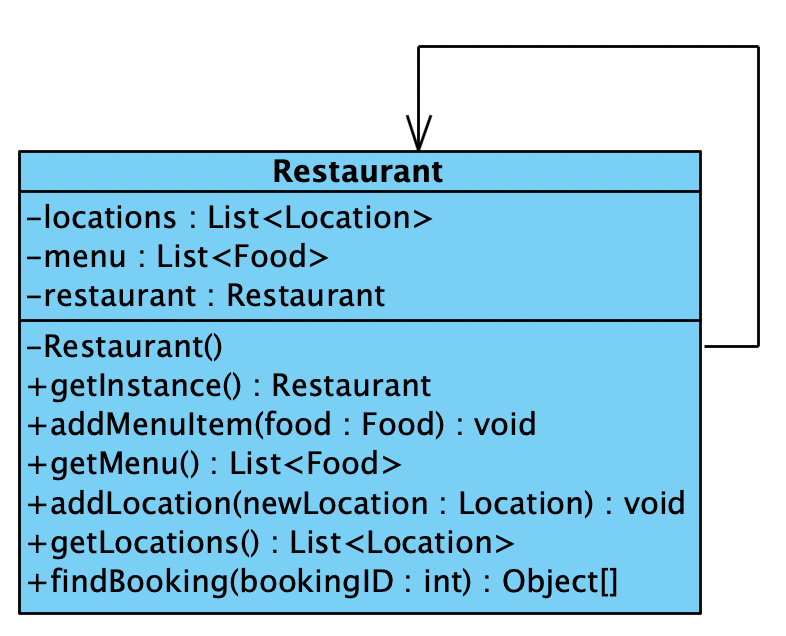 Restaurant
-locations : List<Location>
-menu : List<Food>
-restaurant : Restaurant
-Restaurant()
+getInstance() : Restaurant
+addMenuItem(food : Food) : void
+getMenu() : List<Food>
+addLocation(newLocation : Location) : void
+getLocations() : List<Location>
+findBooking(bookingID : int) : Object[]